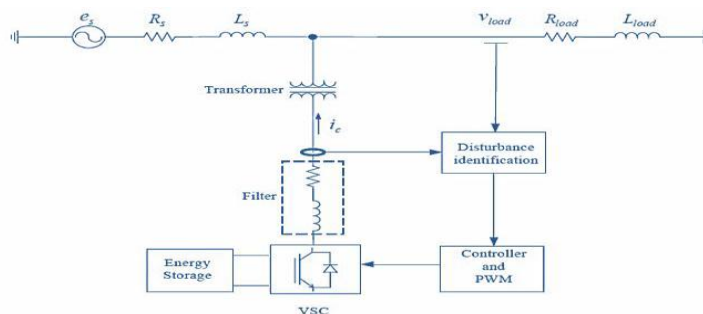 e_s
R_s
L_s
v_load
R_load
L_load
Transformer
i_c
Disturbance
identification
Filter
Energy
Storage
Controller
and
PWM
VSC